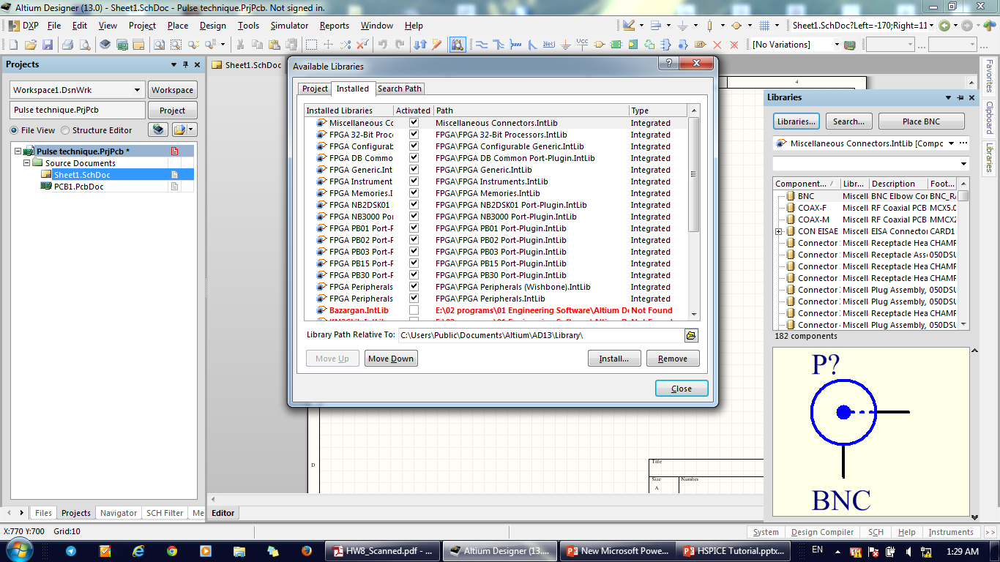 Altium Designer (13.0) - Sheet1.SchDoc - Pulse technique.PrjPcb. Not signed in.
DXP File Edit View Project Place Design Tools Simulator Reports Window Help
Sheet1.SchDoc?Left=-170;Right=11
[No Variations]
Projects
Workspace1.DsnWrk Workspace
Pulse technique.PrjPcb Project
File View Structure Editor
Pulse technique.PrjPcb *
Source Documents
Sheet1.SchDoc
PCB1.PcbDoc
Sheet1.SchDoc
Available Libraries
Project Installed Search Path
Installed Libraries Activated Path Type
Miscellaneous Cc Miscellaneous Connectors.IntLib Integrated
FPGA 32-Bit Proc FPGA\FPGA 32-Bit Processors.IntLib Integrated
FPGA Configurab FPGA\FPGA Configurable Generic.IntLib Integrated
FPGA DB Commo FPGA\FPGA DB Common Port-Plugin.IntLib Integrated
FPGA Generic.Int FPGA\FPGA Generic.IntLib Integrated
FPGA Instrument FPGA\FPGA Instruments.IntLib Integrated
FPGA Memories.I FPGA\FPGA Memories.IntLib Integrated
FPGA NB2DSK01 FPGA\FPGA NB2DSK01 Port-Plugin.IntLib Integrated
FPGA NB3000 Por FPGA\FPGA NB3000 Port-Plugin.IntLib Integrated
FPGA PB01 Port-F FPGA\FPGA PB01 Port-Plugin.IntLib Integrated
FPGA PB02 Port-F FPGA\FPGA PB02 Port-Plugin.IntLib Integrated
FPGA PB03 Port-F FPGA\FPGA PB03 Port-Plugin.IntLib Integrated
FPGA PB15 Port-F FPGA\FPGA PB15 Port-Plugin.IntLib Integrated
FPGA PB30 Port-F FPGA\FPGA PB30 Port-Plugin.IntLib Integrated
FPGA Peripherals FPGA\FPGA Peripherals (Wishbone).IntLib Integrated
FPGA Peripherals FPGA\FPGA Peripherals.IntLib Integrated
Bazargan.IntLib E:\02 programs\01 Engineering Software\Altium De Not Found
Library Path Relative To: C:\Users\Public\Documents\Altium\AD13\Library\
Move Up Move Down Install... Remove
Close
4
D
Title
Size Number
A
Libraries
Libraries... Search... Place BNC
Miscellaneous Connectors.IntLib [Compc
Component... Libr... Description Foot...
BNC Miscell BNC Elbow Cor BNC_RA
COAX-F Miscell RF Coaxial PCB MCX5.0
COAX-M Miscell RF Coaxial PCB MMCX2
CON EISAE Miscell EISA Connecto CARD1
Connector Miscell Receptacle Hea CHAMF
Connector Miscell Receptacle Asse 050DSU
Connector Miscell Receptacle Hea CHAMF
Connector Miscell Receptacle Hea CHAMF
Connector Miscell Plug Assembly, 050DSU
Connector Miscell Plug Assembly, 050DSU
Connector Miscell Receptacle Hea CHAMF
Connector Miscell Plug Assembly, 050DSU
182 components
P?
BNC
Favorites
Clipboard
Libraries
Files Projects Navigator SCH Filter Me Editor
X:770 Y:700 Grid:10
System Design Compiler SCH Help Instruments >>
HW8_Scanned.pdf - ... Altium Designer (13.... New Microsoft Powe... HSPICE Tutorial.pptx... EN 1:29 AM